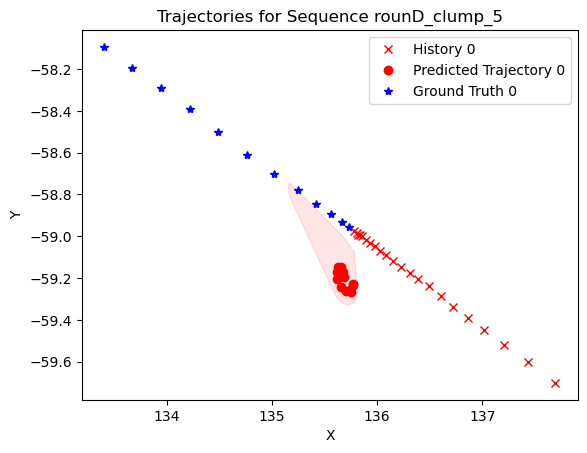 Trajectories for Sequence rounD_clump_5
History 0
Predicted Trajectory 0
Ground Truth 0
Y
−58.2
−58.4
−58.6
−58.8
−59.0
−59.2
−59.4
−59.6
134
135
136
137
X